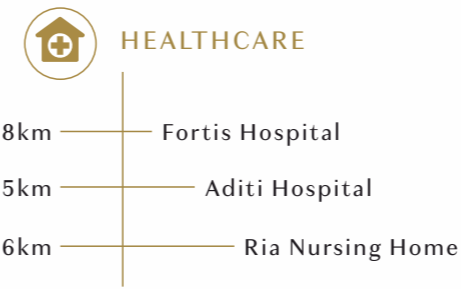 HEALTHCARE
8km Fortis Hospital
5km Aditi Hospital
6km Ria Nursing Home